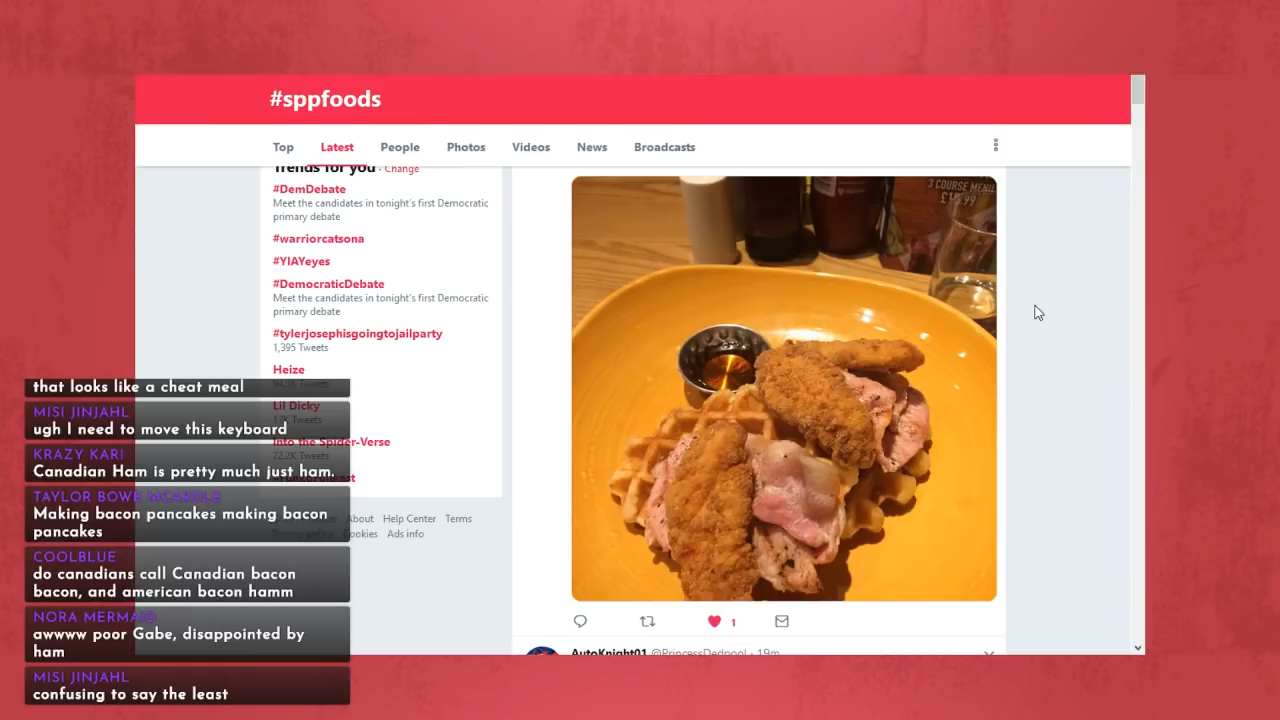 #sppfoods
Top Latest People Photos Videos News Broadcasts
Trends for you · Change
#DemDebate
Meet the candidates in tonight's first Democratic
primary debate
#warriorcatsona
#YIAYeyes
#DemocraticDebate
Meet the candidates in tonight's first Democratic
primary debate
#tylerjosephisgoingtojailparty
1,395 Tweets
Heize
Lil Dicky
Tweets
Into the Spider-Verse
22.2K Tweets
About Help Center Terms
Cookies Ads info
3 COURSE MENU
that looks like a cheat meal
MISI JINJAHL
ugh I need to move this keyboard
KRAZY KARI
Canadian Ham is pretty much just ham.
TAYLOR BOWE MCARDLE
Making bacon pancakes making bacon
pancakes
COOLBLUE
do canadians call Canadian bacon
bacon, and american bacon hamm
NORA MERMAID
awwww poor Gabe, disappointed by
ham
MISI JINJAHL
confusing to say the least
1
AutoKnight01 @PrincessDedpool · 19m